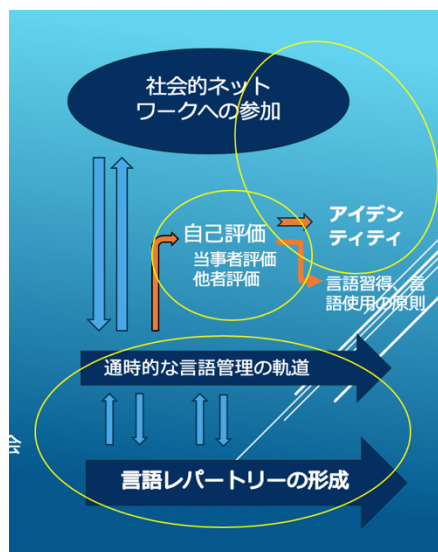 社会的ネット
ワークへの参加
自己評価
当事者評価
他者評価
アイデン
ティティ
言語習得、言
語使用の原則
通時的な言語管理の軌道
言語レパートリーの形成